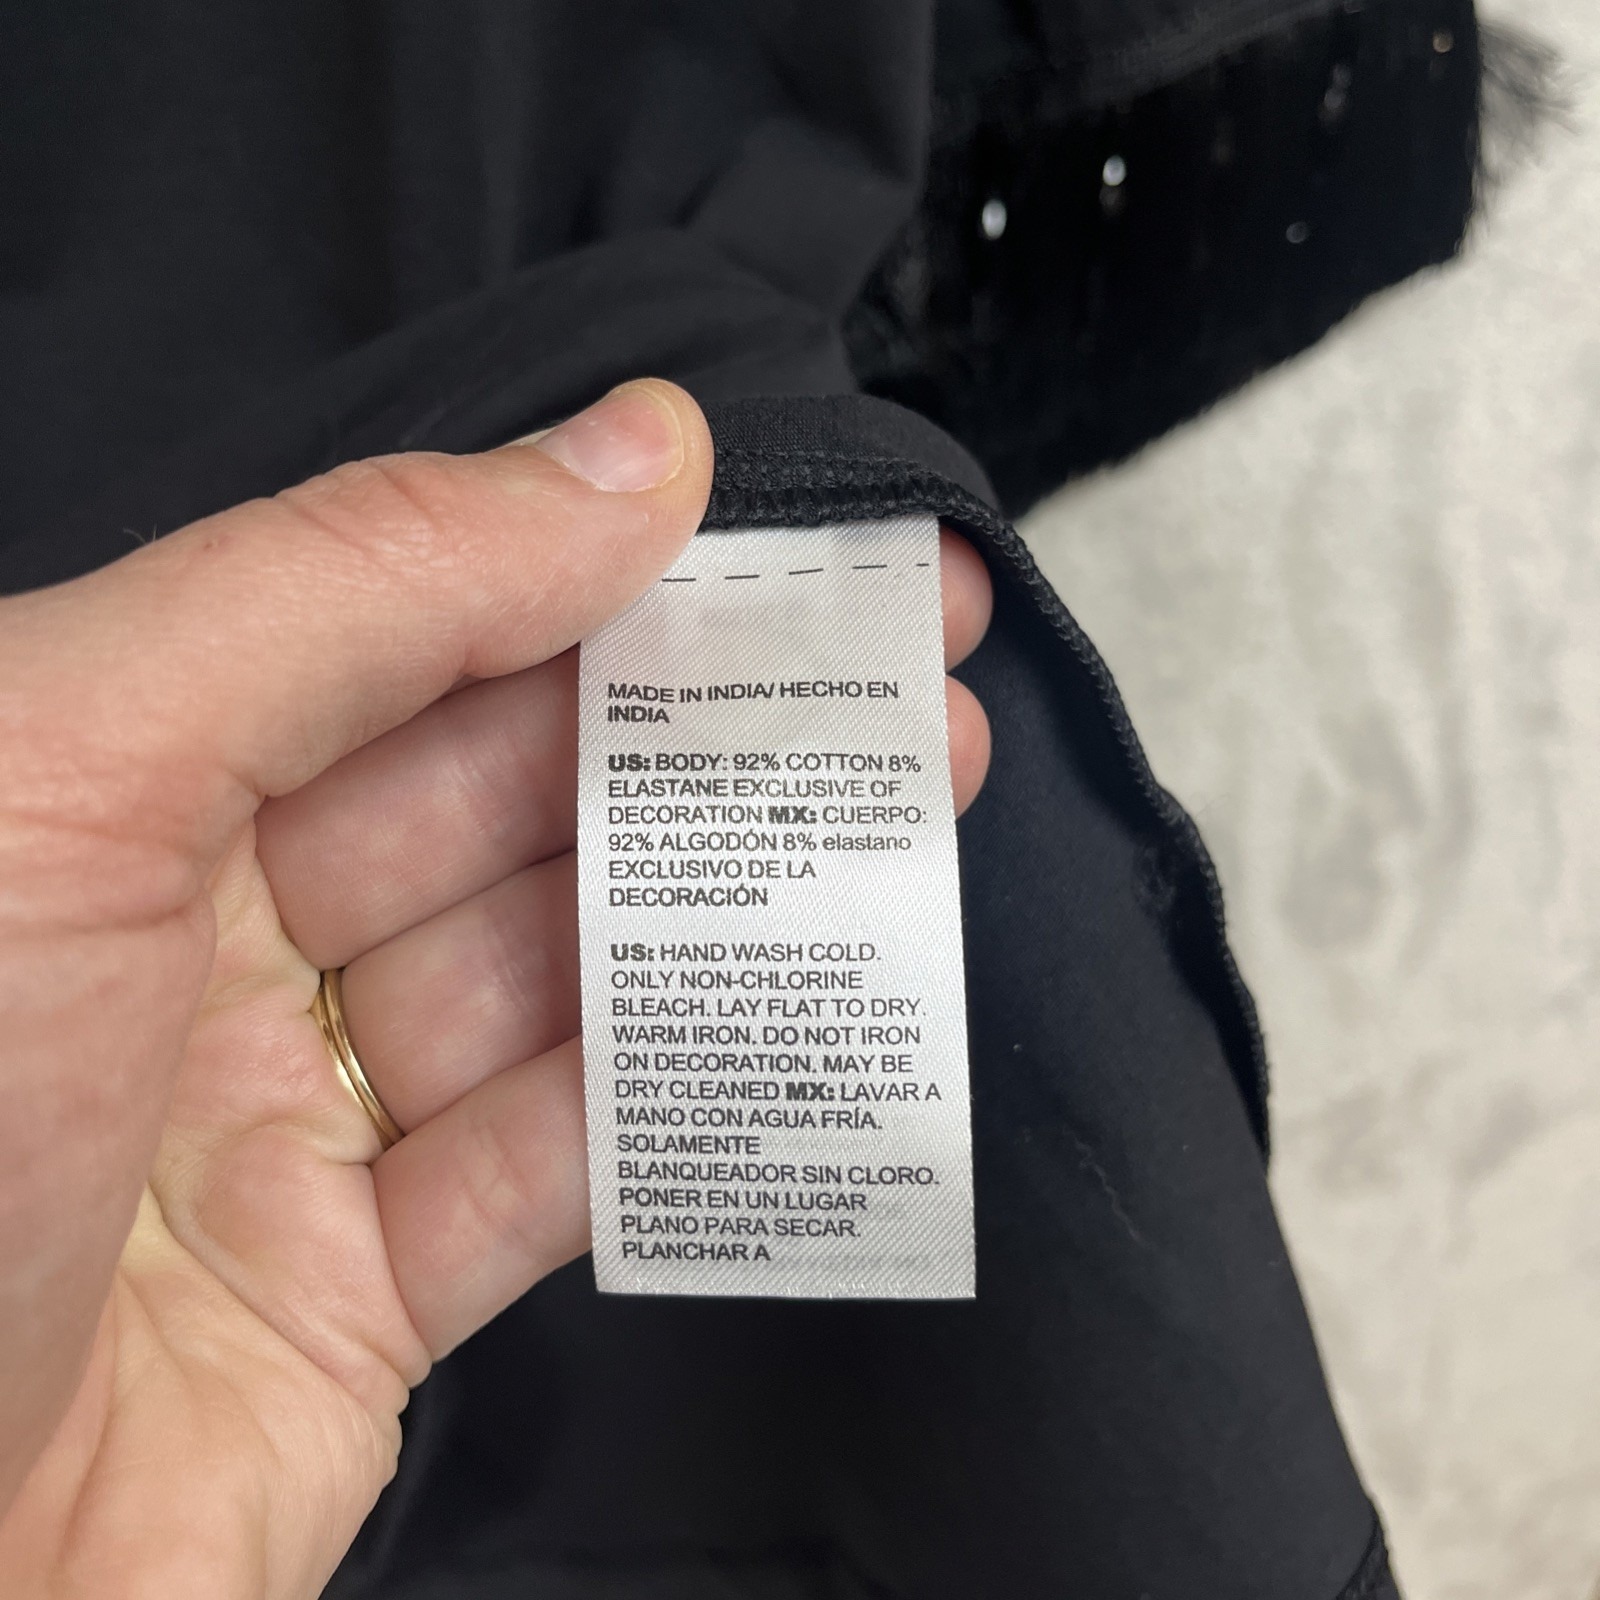 MADE IN INDIA/ HECHO EN
INDIA
US: BODY: 92% COTTON 8%
ELASTANE EXCLUSIVE OF
DECORATION MX: CUERPO:
92% ALGODÓN 8% elastano
EXCLUSIVO DE LA
DECORACIÓN
US: HAND WASH COLD.
ONLY NON-CHLORINE
BLEACH. LAY FLAT TO DRY.
WARM IRON. DO NOT IRON
ON DECORATION. MAY BE
DRY CLEANED MX: LAVAR A
MANO CON AGUA FRÍA.
SOLAMENTE
BLANQUEADOR SIN CLORO.
PONER EN UN LUGAR
PLANO PARA SECAR.
PLANCHAR A